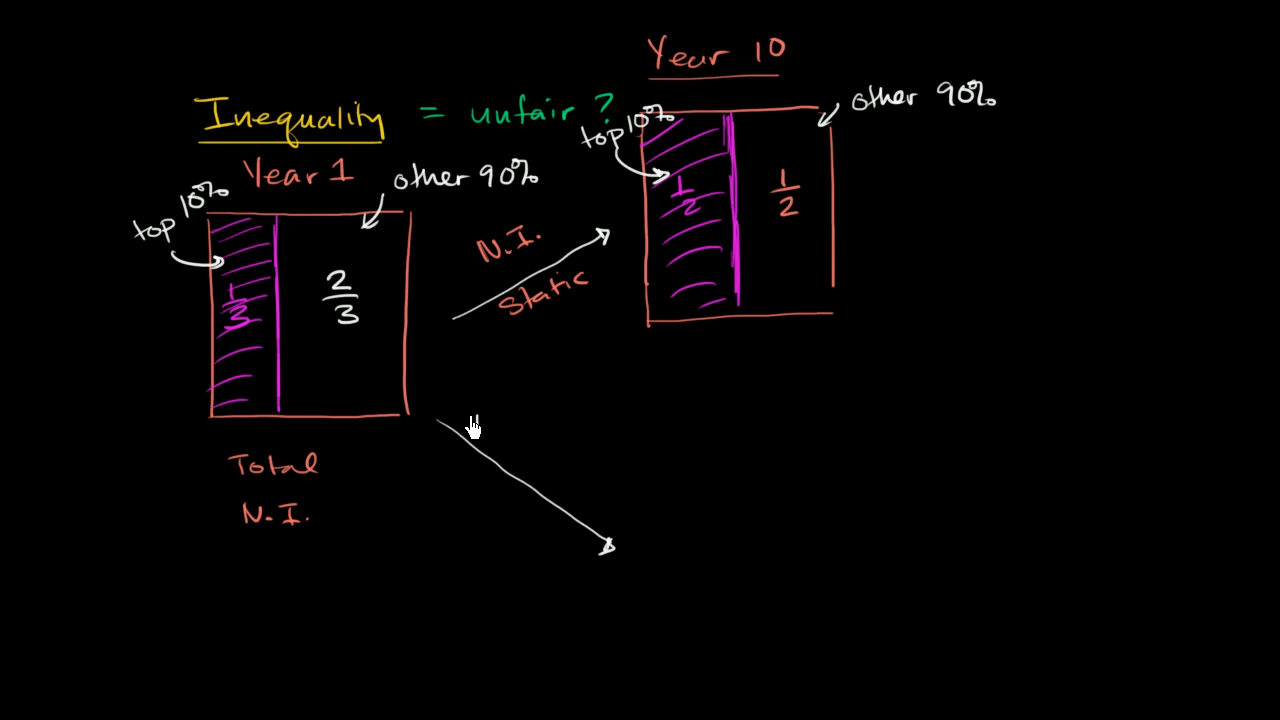 Inequality = unfair ?
Year 1
top 10%
other 90%
1/3
2/3
Total
N.I.
N.I.
Static
Year 10
top 10%
other 90%
1/2
1/2